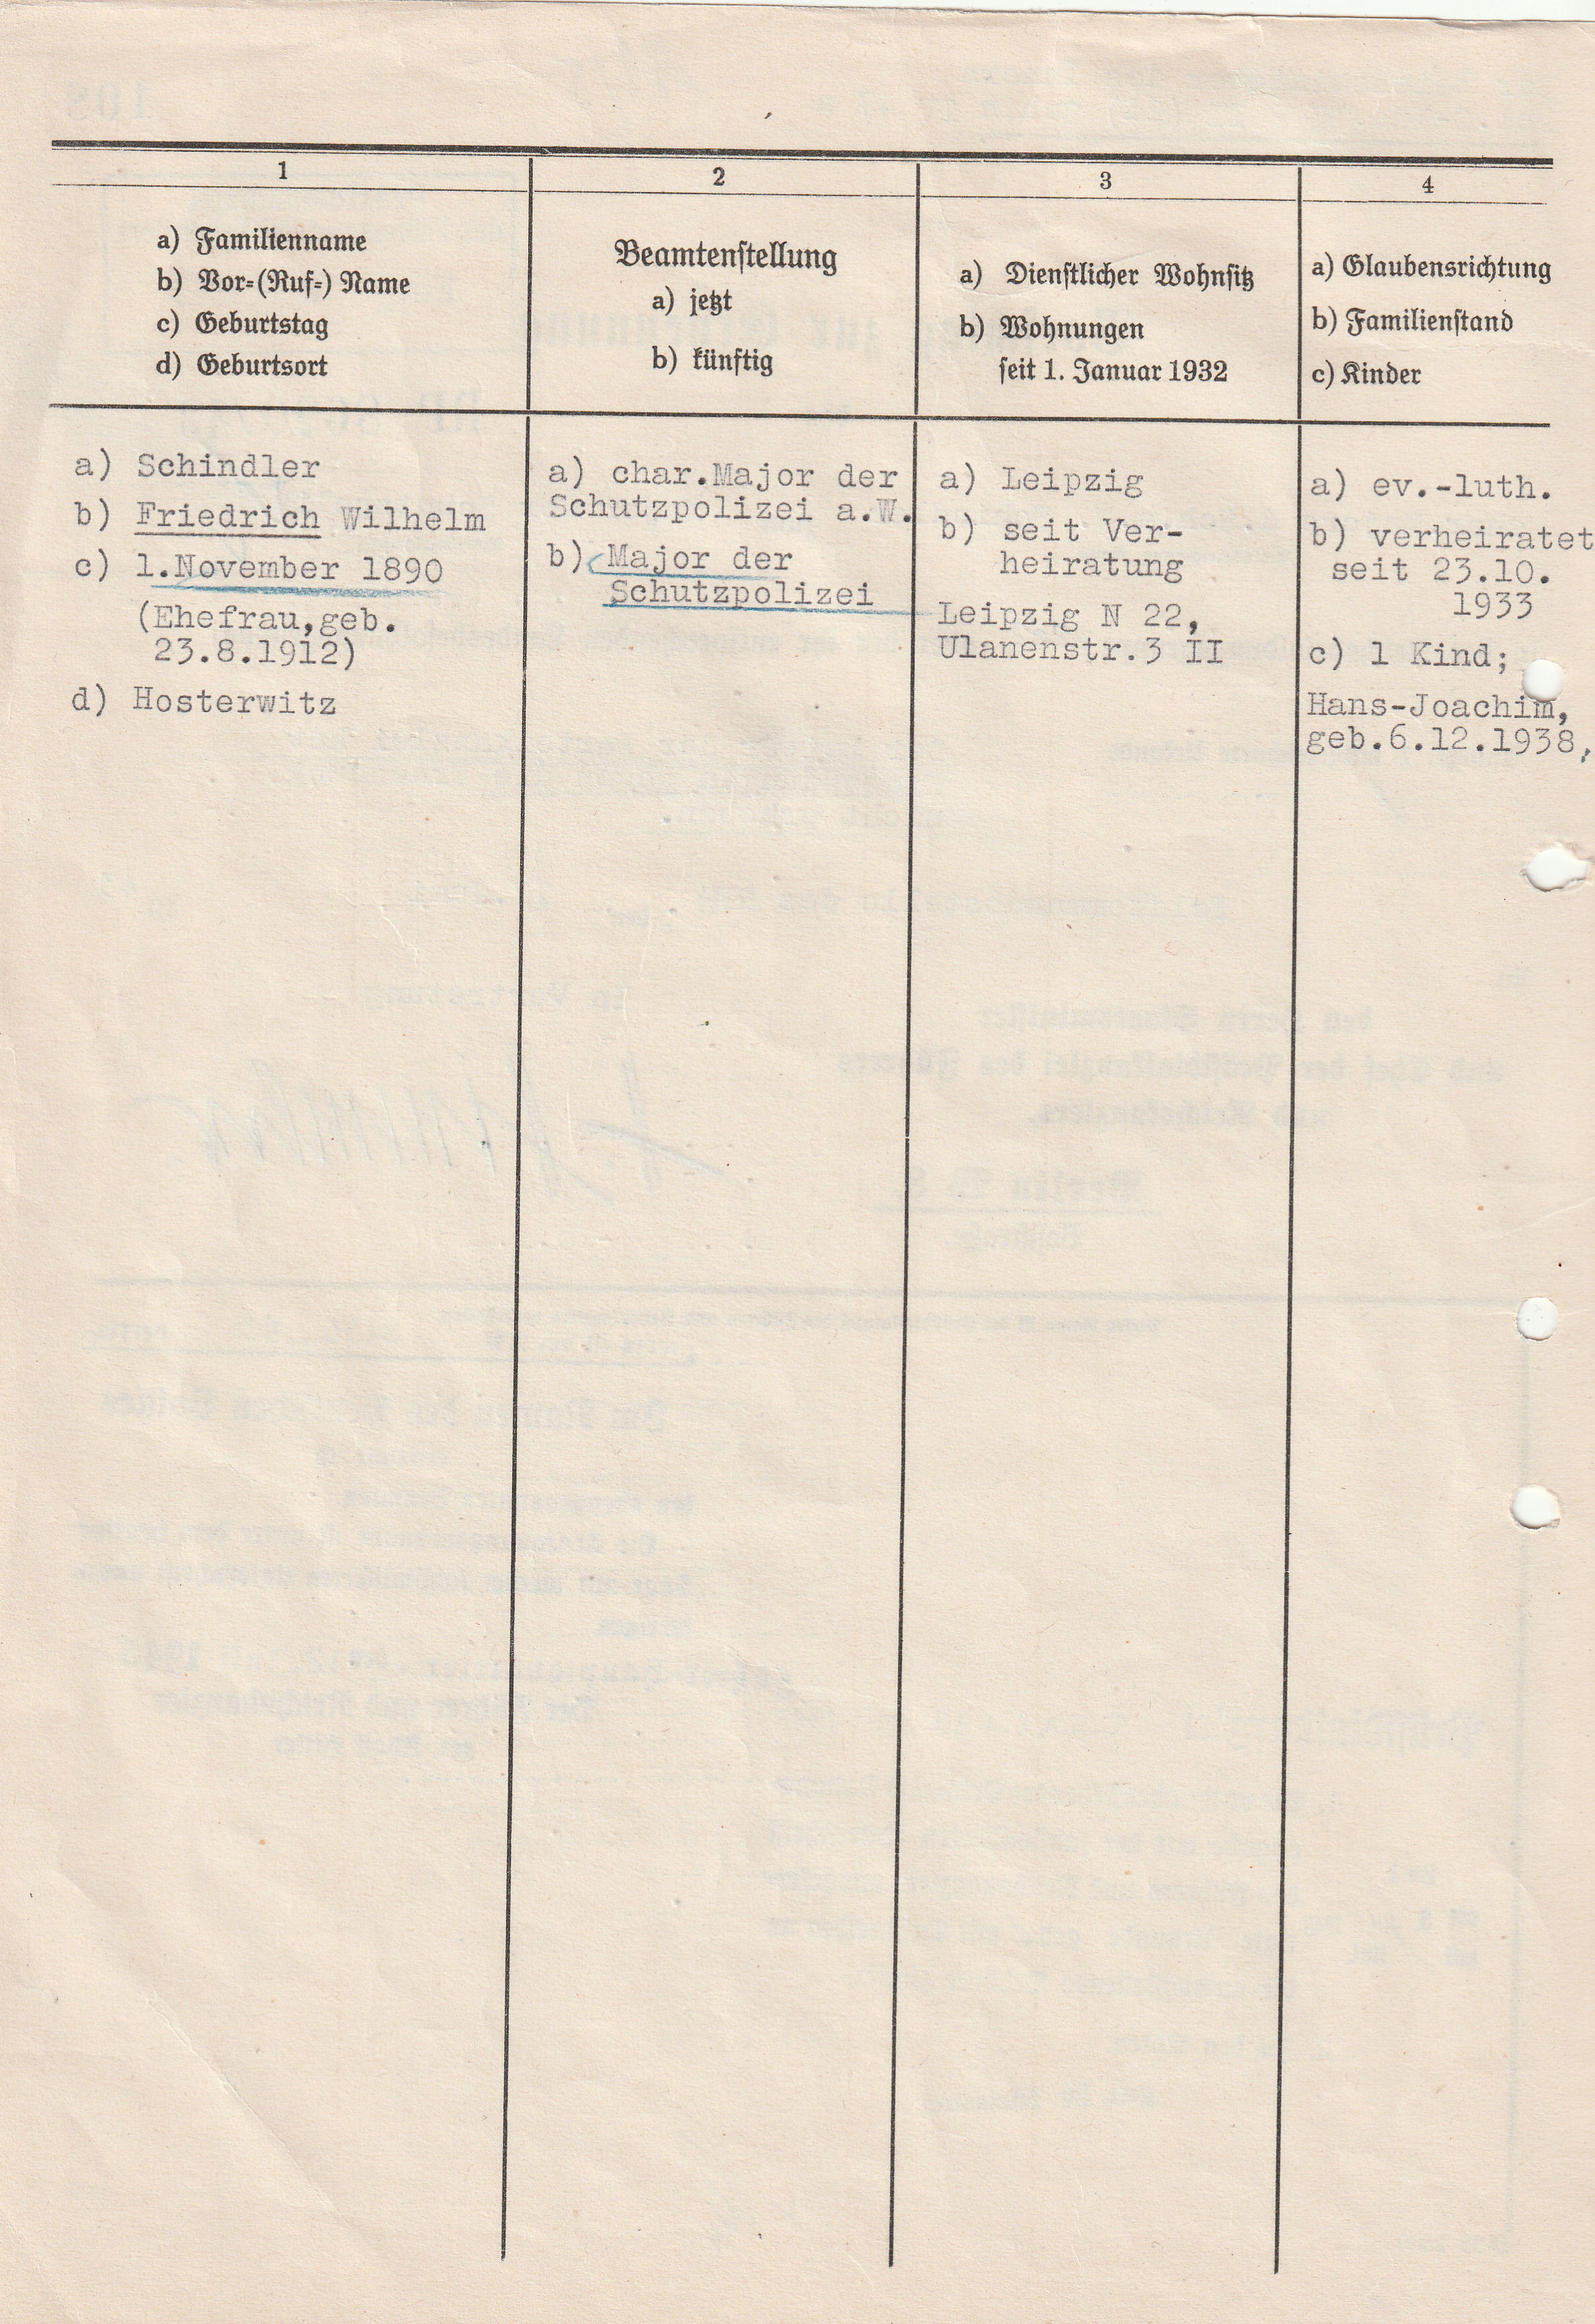 1
a) Familienname
b) Vor-(Ruf-) Name
c) Geburtstag
d) Geburtsort
2
Beamtenstellung
a) jetzt
b) künftig
3
a) Dienstlicher Wohnsitz
b) Wohnungen
seit 1. Januar 1932
4
a) Glaubensrichtung
b) Familienstand
c) Kinder
a) Schindler
b) Friedrich Wilhelm
c) 1.November 1890
(Ehefrau,geb.
23.8.1912)
d) Hosterwitz
a) char.Major der
Schutzpolizei a.W.
b) Major der
Schutzpolizei
a) Leipzig
b) seit Ver-
heiratung
Leipzig N 22,
Ulanenstr.3 II
a) ev.-luth.
b) verheiratet
seit 23.10.
1933
c) 1 Kind;
Hans-Joachim,
geb.6.12.1938,